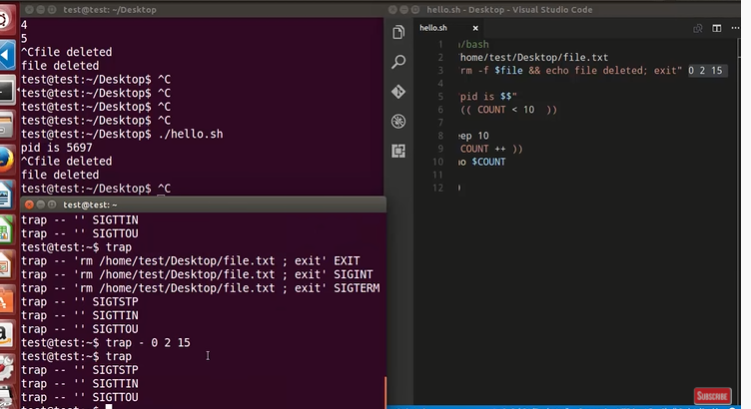 test@test: ~/Desktop
4
5
^Cfile deleted
file deleted
test@test:~/Desktop$ ^C
test@test:~/Desktop$ ^C
test@test:~/Desktop$ ^C
test@test:~/Desktop$ ^C
test@test:~/Desktop$ ./hello.sh
pid is 5697
^Cfile deleted
file deleted
test@test:~/Desktop$ ^C
test@test: ~
trap -- '' SIGTTIN
trap -- '' SIGTTOU
test@test:~$ trap
trap -- 'rm /home/test/Desktop/file.txt ; exit' EXIT
trap -- 'rm /home/test/Desktop/file.txt ; exit' SIGINT
trap -- 'rm /home/test/Desktop/file.txt ; exit' SIGTERM
trap -- '' SIGTSTP
trap -- '' SIGTTIN
trap -- '' SIGTTOU
test@test:~$ trap - 0 2 15
test@test:~$ trap
trap -- '' SIGTSTP
trap -- '' SIGTTIN
trap -- '' SIGTTOU
hello.sh - Desktop - Visual Studio Code
hello.sh ×
1 /bash
2 /home/test/Desktop/file.txt
3 rm -f $file && echo file deleted; exit" 0 2 15
4
5 "pid is $$"
6 (( COUNT < 10 ))
7
8 eep 10
9 COUNT ++ ))
10 o $COUNT
11
12
SUBSCRIBE